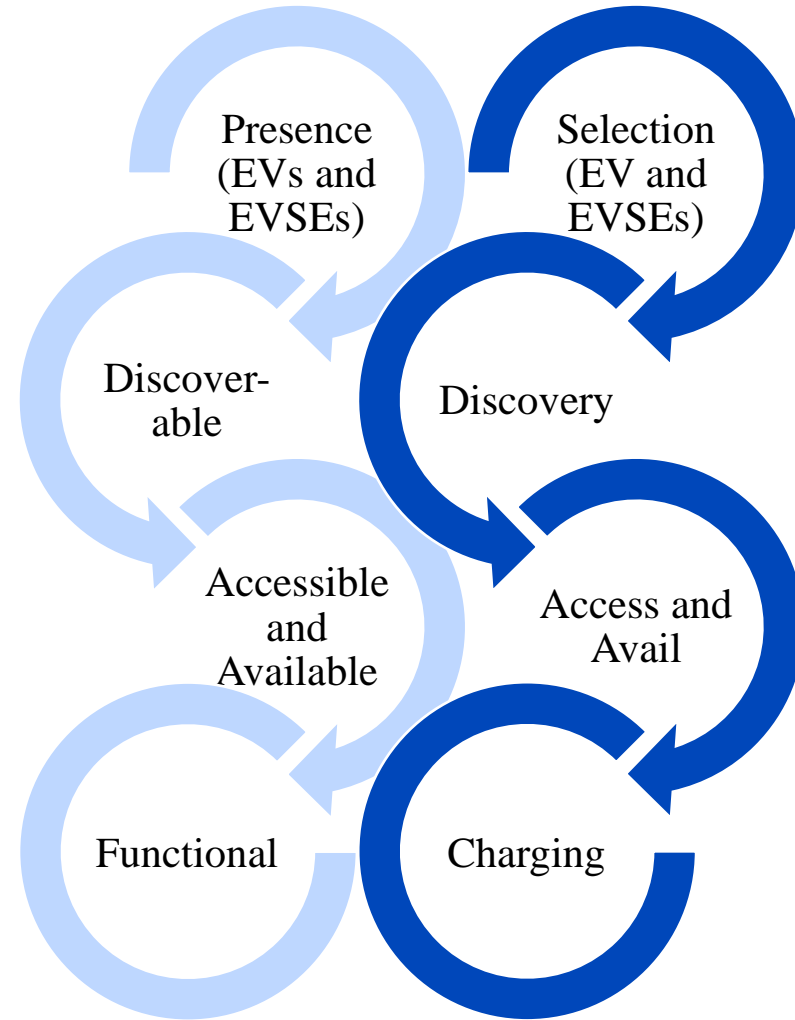 Presence
(EVs and
EVSEs)
Selection
(EV and
EVSEs)
Discover-
able
Discovery
Accessible
and
Available
Access and
Avail
Functional
Charging